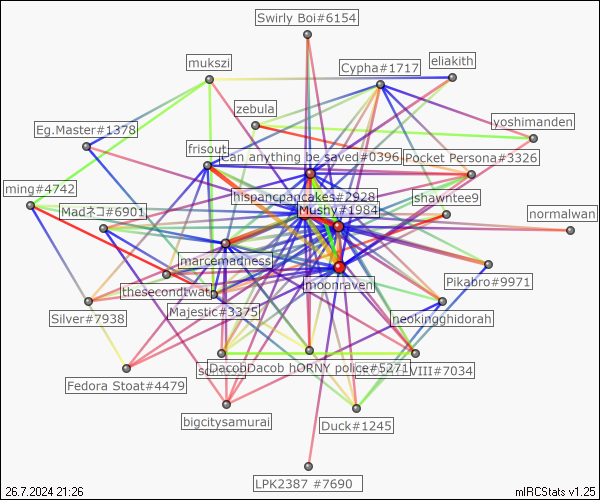 Swirly Boi#6154
mukszi
eliakith
Cypha#1717
zebula
yoshimanden
Eg.Master#1378
frisout
Can anything be saved#0396
Pocket Persona#3326
ming#4742
hispancpancakes#2928
shawntee9
Madネコ#6901
Mushy#1984
normalwan
marcemadness
Pikabro#9971
moonraven
thesecondtwat
Majestic#3375
Silver#7938
neokingghidorah
DacobDacob hORNY police#5271
VIII#7034
Fedora Stoat#4479
bigcitysamurai
Duck#1245
LPK2387 #7690
26.7.2024 21:26
mIRCStats v1.25